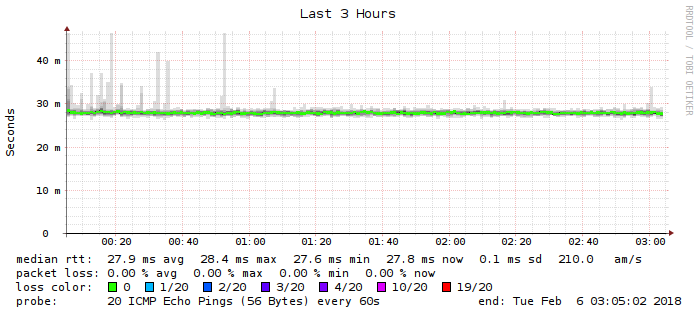 Last 3 Hours
RRDTOOL / TOBI OETIKER
Seconds
40 m
30 m
20 m
10 m
0
00:20 00:40 01:00 01:20 01:40 02:00 02:20 02:40 03:00
median rtt: 27.9 ms avg 28.4 ms max 27.6 ms min 27.8 ms now 0.1 ms sd 210.0 am/s
packet loss: 0.00 % avg 0.00 % max 0.00 % min 0.00 % now
loss color: 0 1/20 2/20 3/20 4/20 10/20 19/20
probe: 20 ICMP Echo Pings (56 Bytes) every 60s end: Tue Feb 6 03:05:02 2018